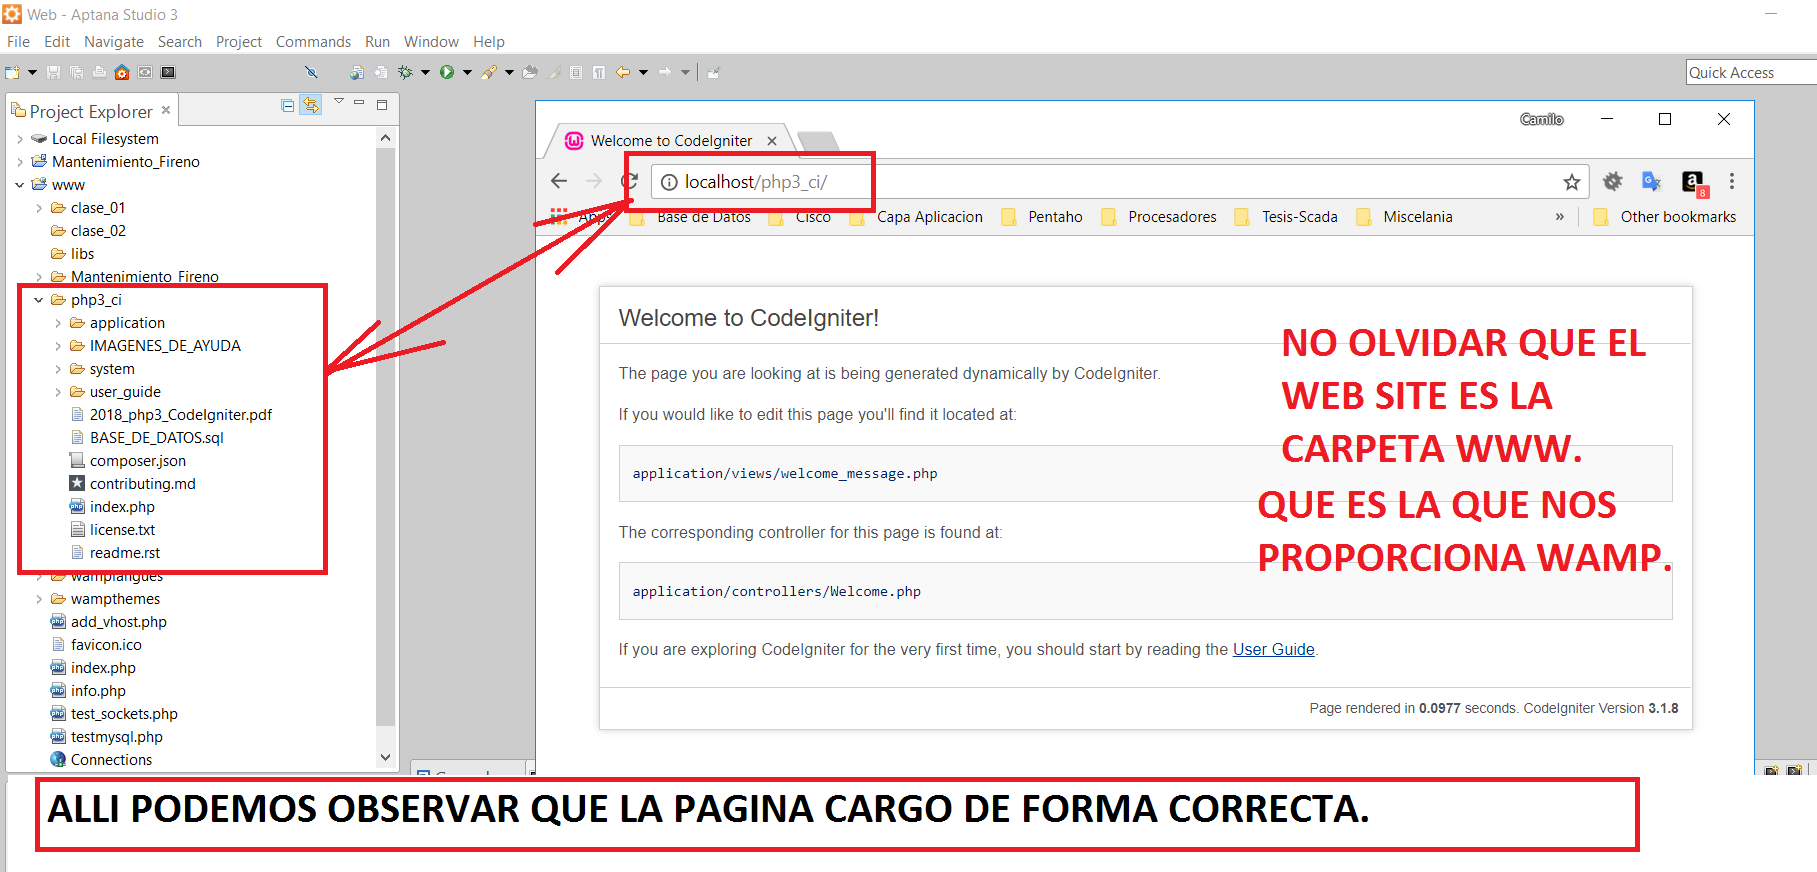 Web - Aptana Studio 3
File Edit Navigate Search Project Commands Run Window Help
Quick Access
Project Explorer
Local Filesystem
Mantenimiento_Fireno
www
clase_01
clase_02
libs
Mantenimiento_Fireno
php3_ci
application
IMAGENES_DE_AYUDA
system
user_guide
2018_php3_CodeIgniter.pdf
BASE_DE_DATOS.sql
composer.json
contributing.md
index.php
license.txt
readme.rst
wamplangues
wampthemes
add_vhost.php
favicon.ico
index.php
info.php
test_sockets.php
testmysql.php
Connections
Camilo
Welcome to CodeIgniter
localhost/php3_ci/
8
Apps Base de Datos Cisco Capa Aplicacion Pentaho Procesadores Tesis-Scada Miscelania » Other bookmarks
Welcome to CodeIgniter!
The page you are looking at is being generated dynamically by CodeIgniter.
If you would like to edit this page you'll find it located at:
application/views/welcome_message.php
The corresponding controller for this page is found at:
application/controllers/Welcome.php
If you are exploring CodeIgniter for the very first time, you should start by reading the User Guide.
Page rendered in 0.0977 seconds. CodeIgniter Version 3.1.8
NO OLVIDAR QUE EL
WEB SITE ES LA
CARPETA WWW.
QUE ES LA QUE NOS
PROPORCIONA WAMP.
ALLI PODEMOS OBSERVAR QUE LA PAGINA CARGO DE FORMA CORRECTA.